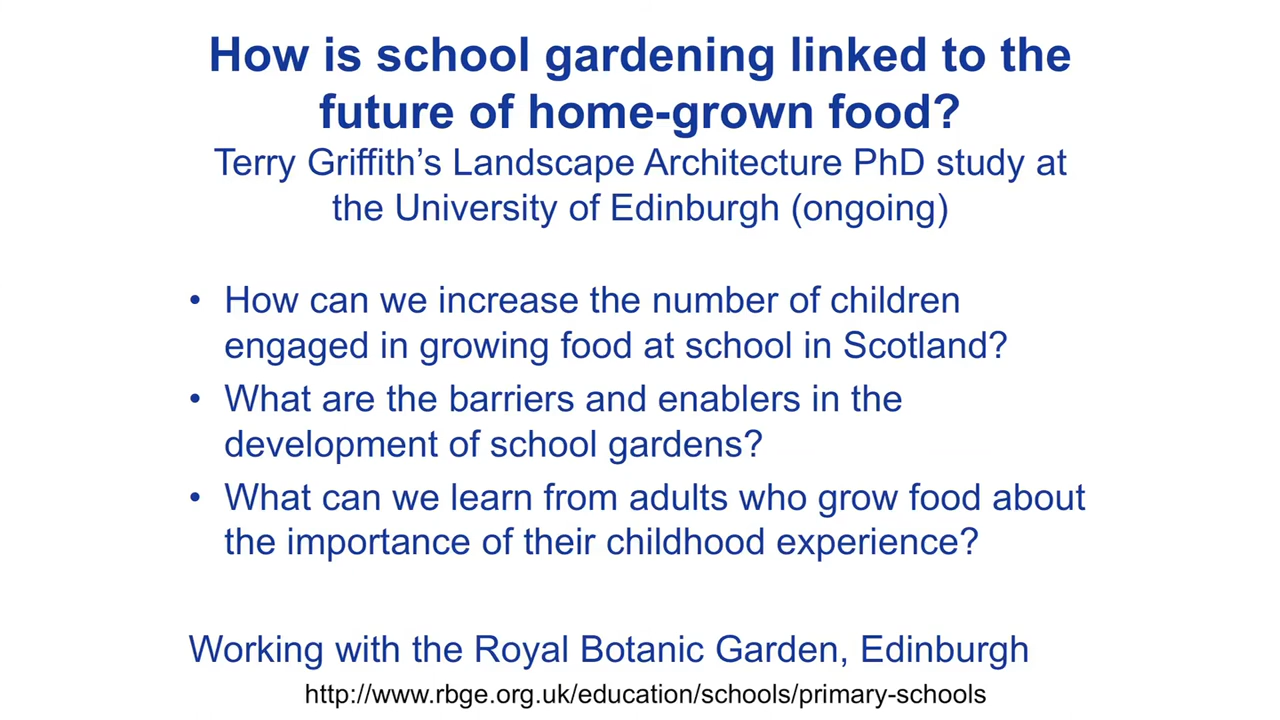 How is school gardening linked to the
future of home-grown food?
Terry Griffith’s Landscape Architecture PhD study at
the University of Edinburgh (ongoing)
• How can we increase the number of children
engaged in growing food at school in Scotland?
• What are the barriers and enablers in the
development of school gardens?
• What can we learn from adults who grow food about
the importance of their childhood experience?
Working with the Royal Botanic Garden, Edinburgh
http://www.rbge.org.uk/education/schools/primary-schools